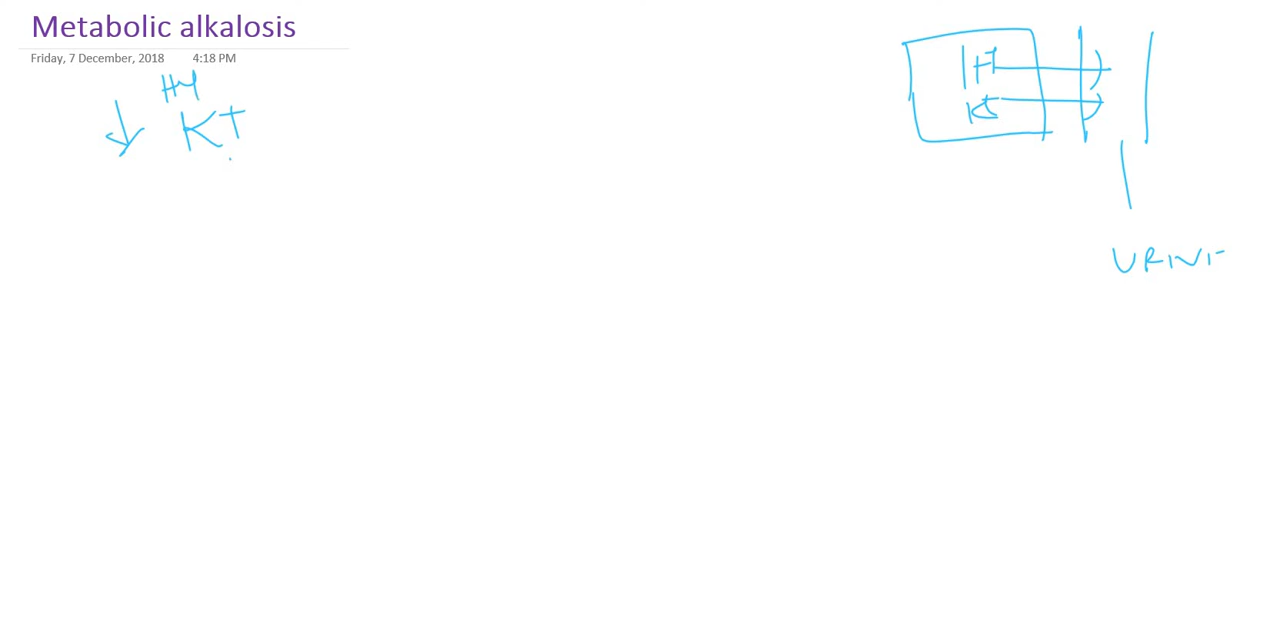 Metabolic alkalosis
Friday, 7 December, 2018 4:18 PM
↓ K+
H+
K+
URINE